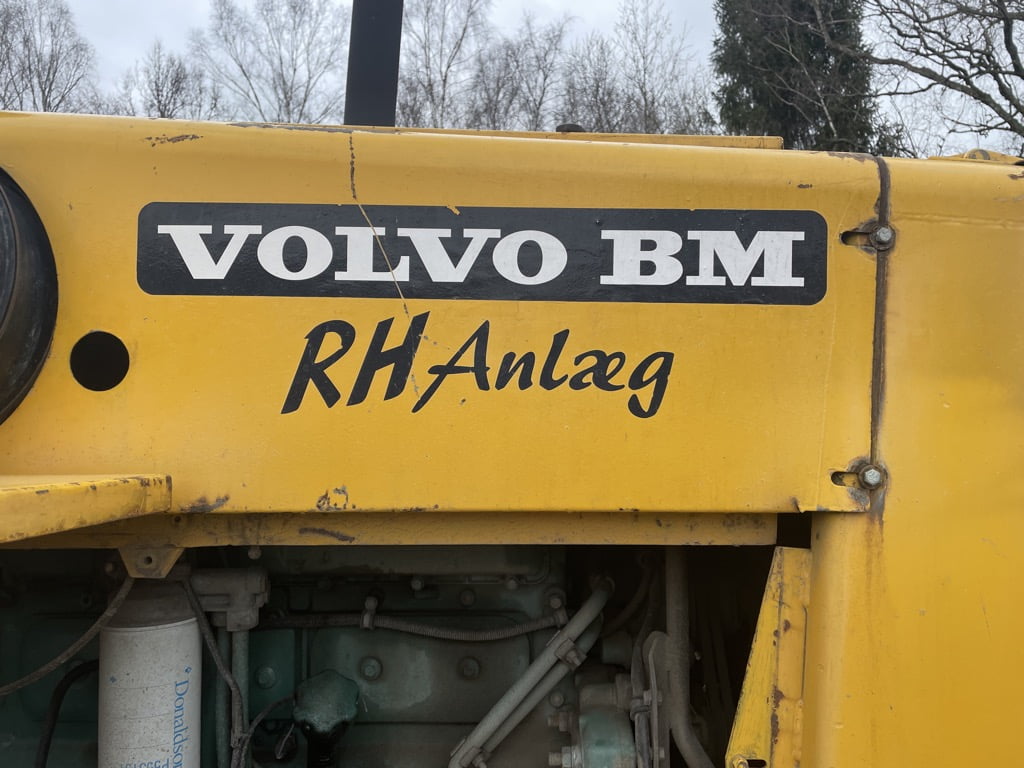 VOLVO BM
RH Anlæg
Donaldson